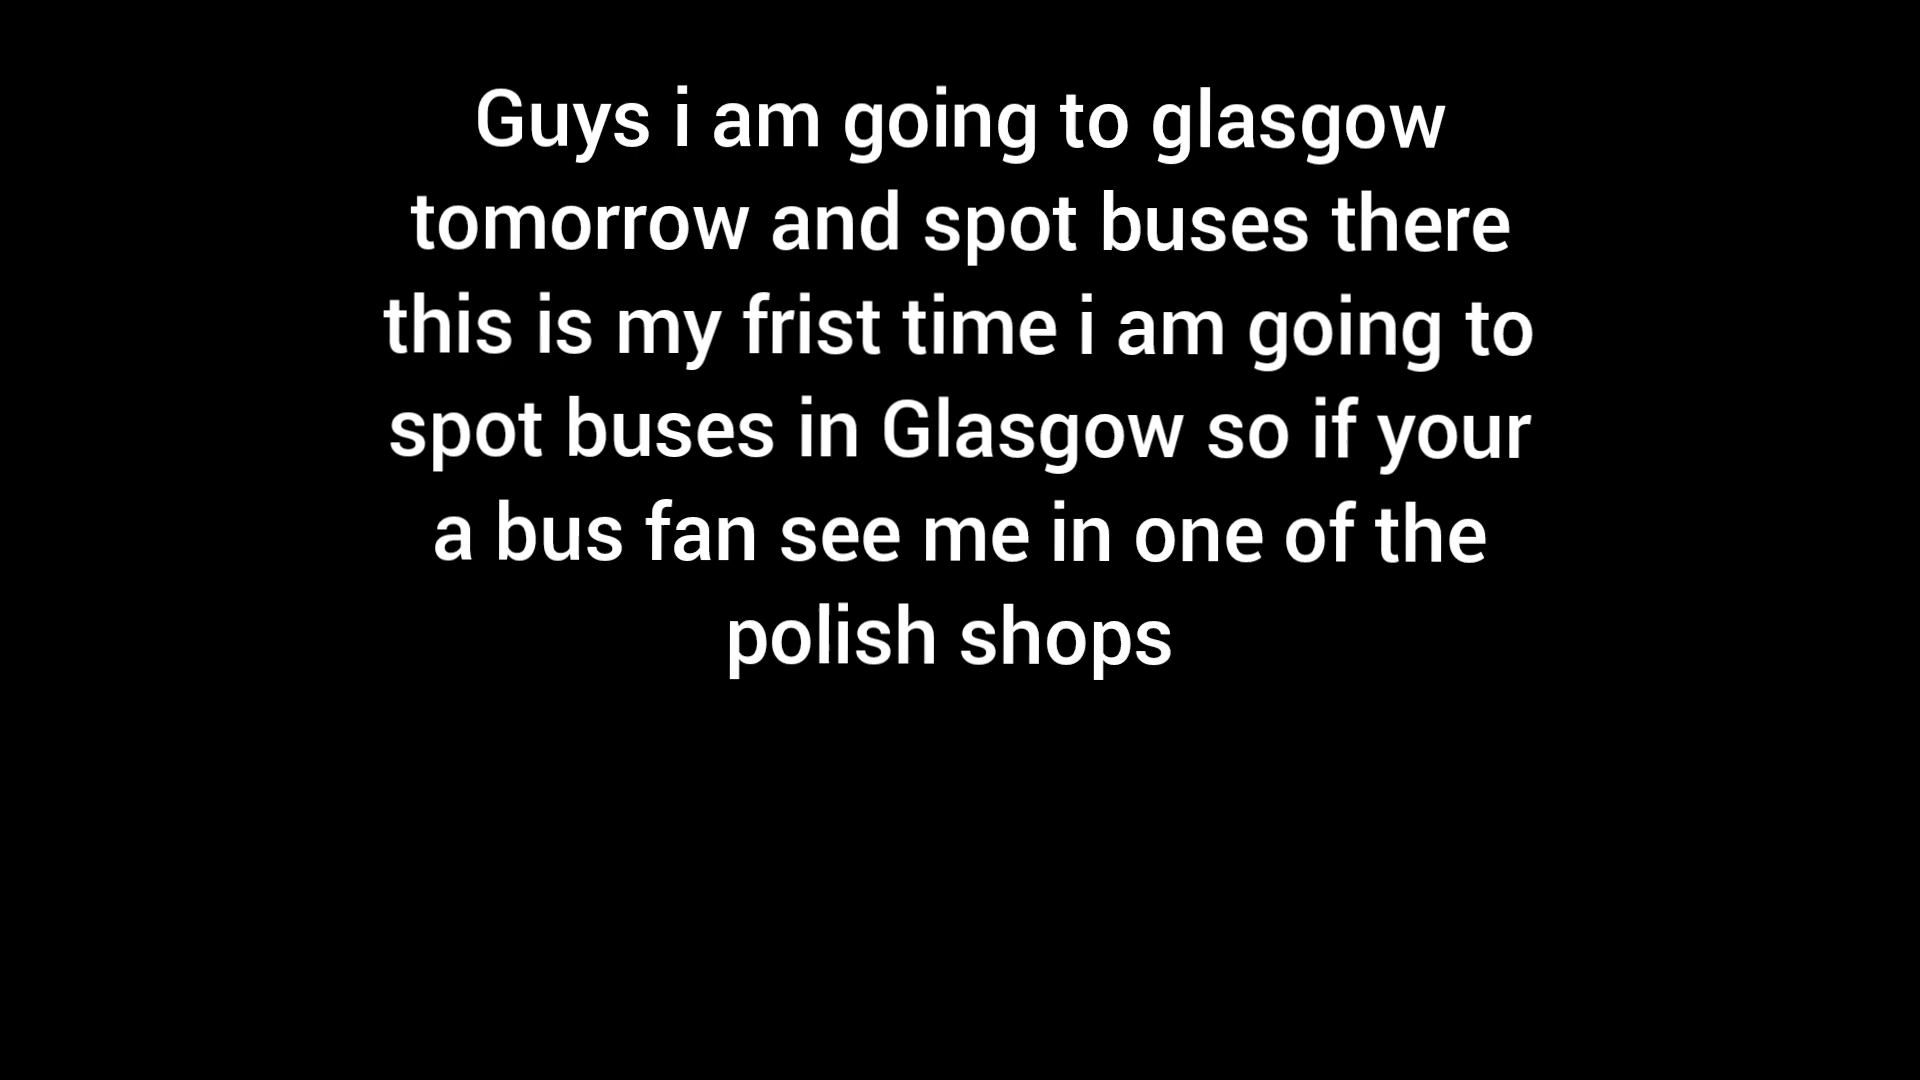 Guys i am going to glasgow
tomorrow and spot buses there
this is my frist time i am going to
spot buses in Glasgow so if your
a bus fan see me in one of the
polish shops